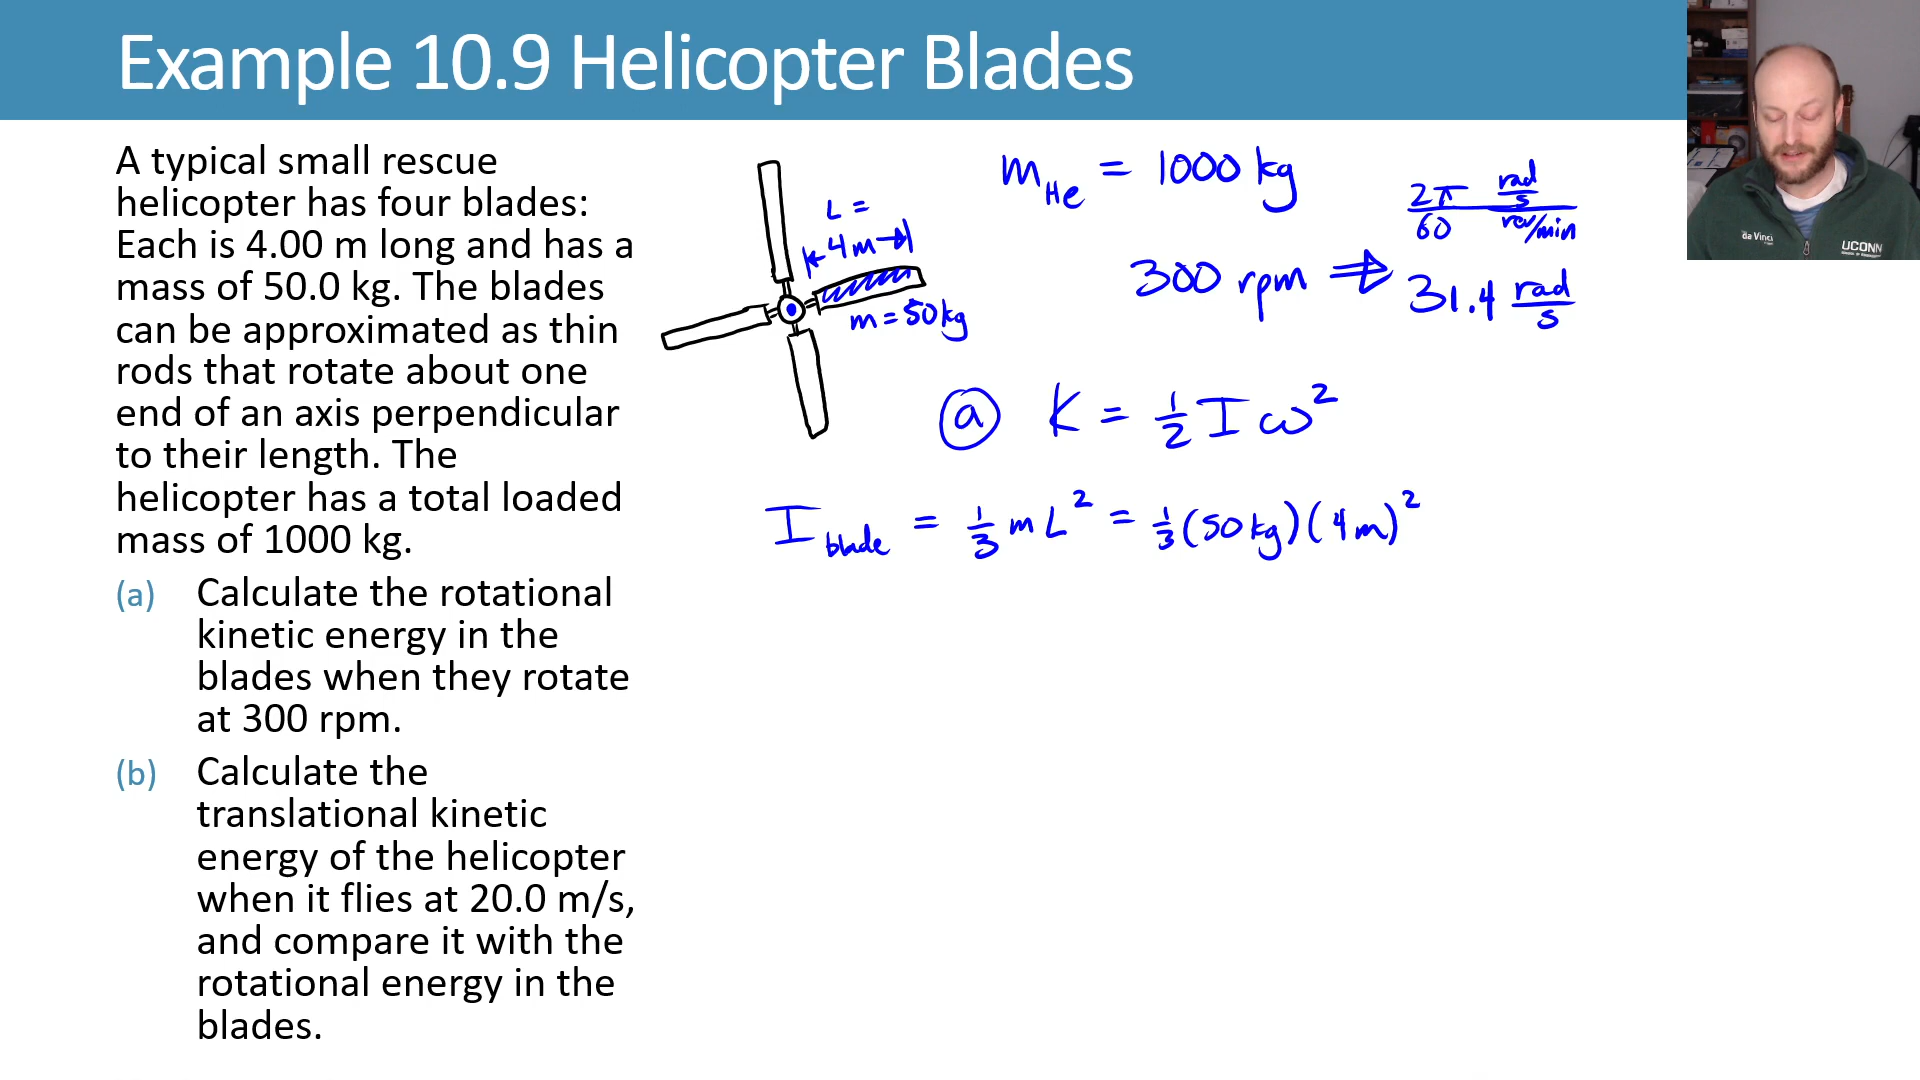 Example 10.9 Helicopter Blades
A typical small rescue
helicopter has four blades:
Each is 4.00 m long and has a
mass of 50.0 kg. The blades
can be approximated as thin
rods that rotate about one
end of an axis perpendicular
to their length. The
helicopter has a total loaded
mass of 1000 kg.
(a) Calculate the rotational
kinetic energy in the
blades when they rotate
at 300 rpm.
(b) Calculate the
translational kinetic
energy of the helicopter
when it flies at 20.0 m/s,
and compare it with the
rotational energy in the
blades.
L =
4m
m = 50kg
m_He = 1000 kg
2π/60 (rad/s)/(rev/min)
300 rpm ⇒ 31.4 rad/s
ⓐ K = 1/2 I ω²
I_blade = 1/3 m L² = 1/3 (50kg)(4m)²
da Vinci
UCONN